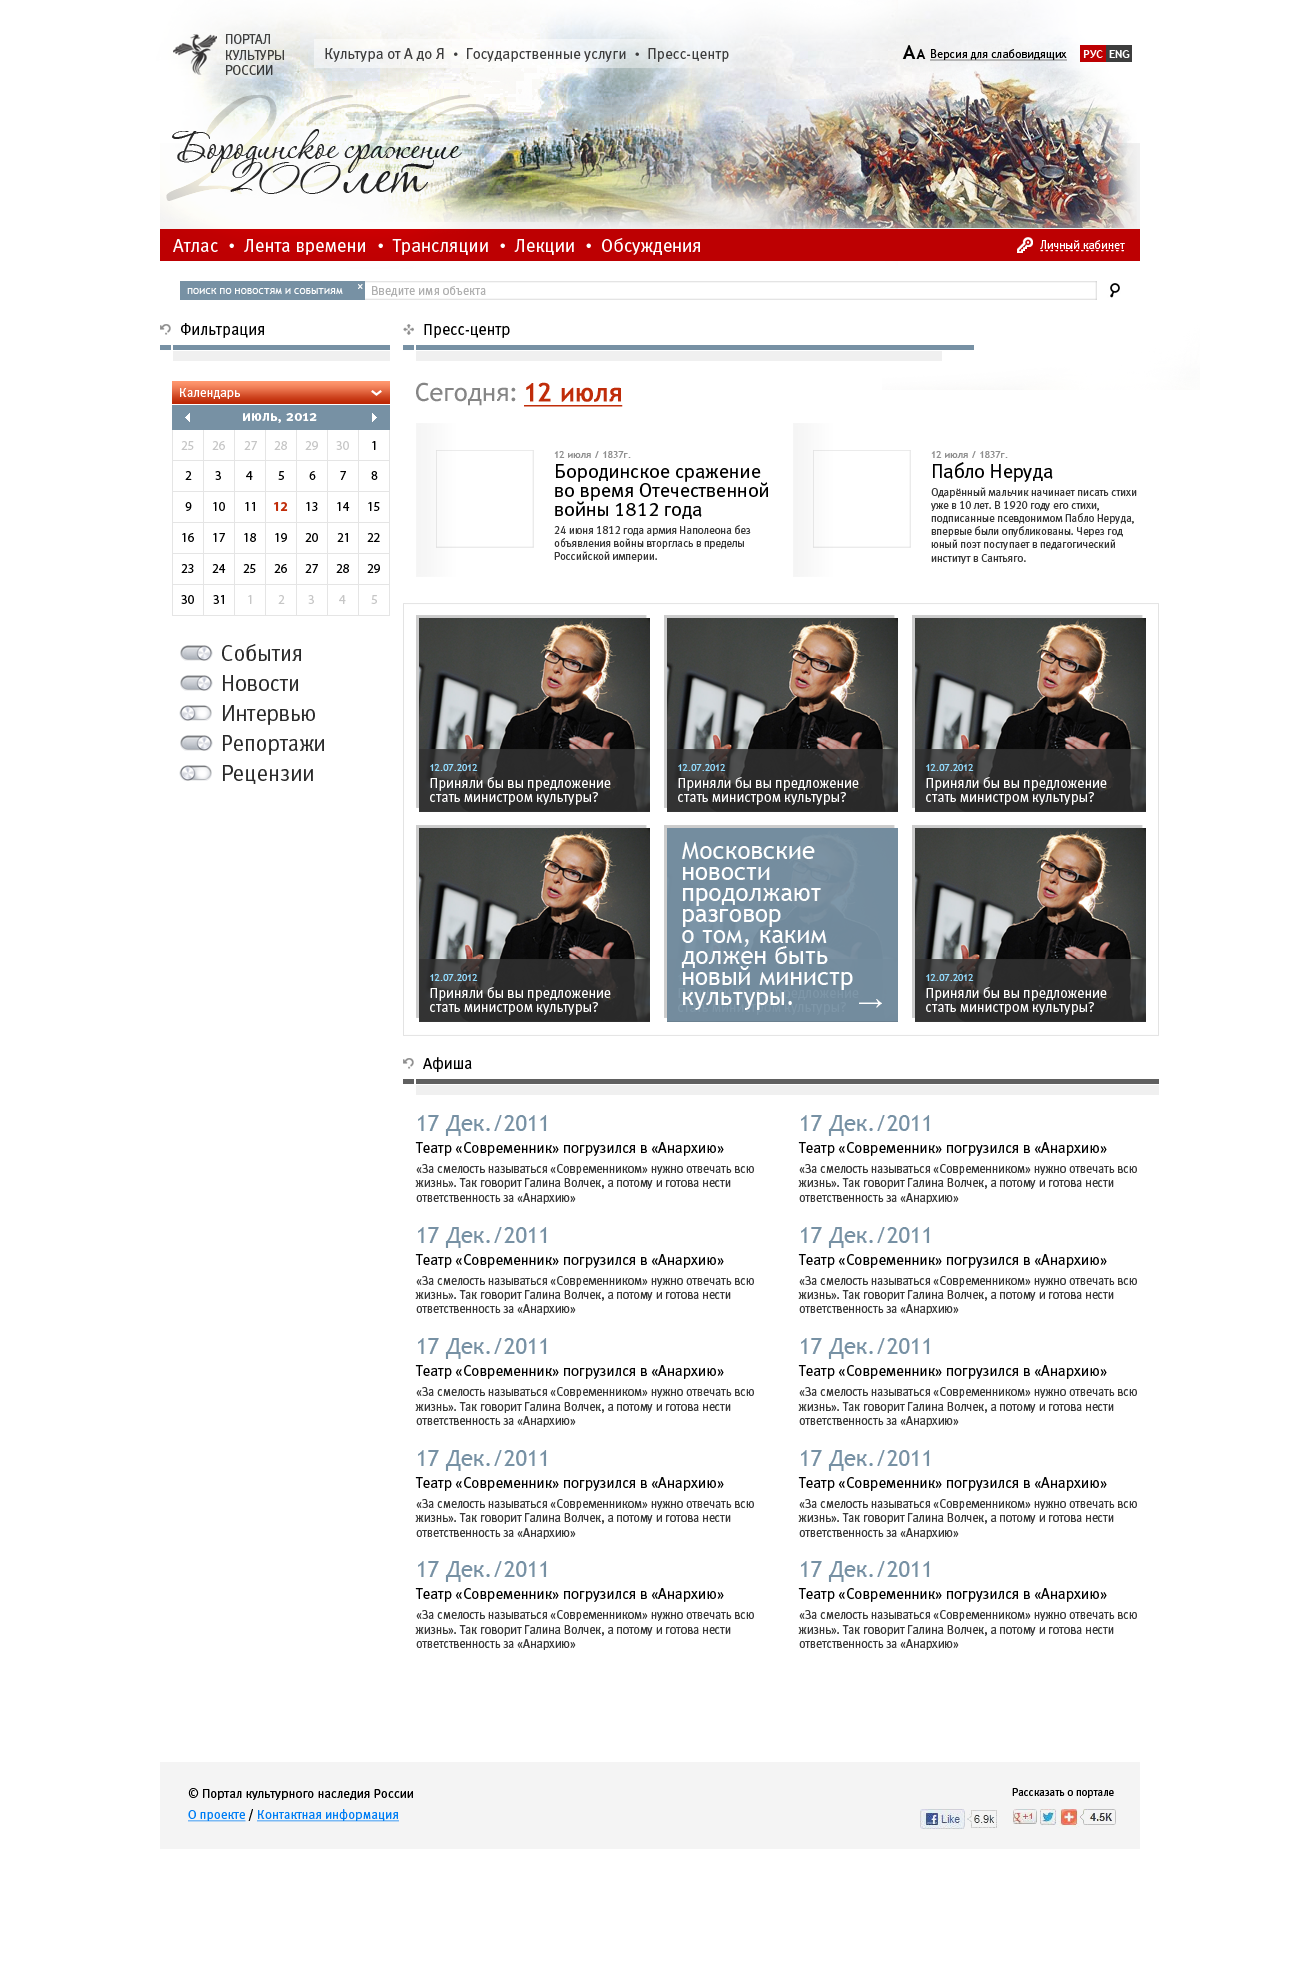 ПОРТАЛ
КУЛЬТУРЫ
РОССИИ
Культура от А до Я • Государственные услуги • Пресс-центр
АА Версия для слабовидящих
РУС ENG
200
Бородинское сражение
200 лет
Атлас • Лента времени • Трансляции • Лекции • Обсуждения
Личный кабинет
ПОИСК ПО НОВОСТЯМ И СОБЫТИЯМ ×
Введите имя объекта
Фильтрация
Календарь
ИЮЛЬ, 2012
25 26 27 28 29 30 1
2 3 4 5 6 7 8
9 10 11 12 13 14 15
16 17 18 19 20 21 22
23 24 25 26 27 28 29
30 31 1 2 3 4 5
События
Новости
Интервью
Репортажи
Рецензии
Пресс-центр
Сегодня: 12 июля
12 июля / 1837г.
Бородинское сражение
во время Отечественной
войны 1812 года
24 июня 1812 года армия Наполеона без
объявления войны вторглась в пределы
Российской империи.
12 июля / 1837г.
Пабло Неруда
Одарённый мальчик начинает писать стихи
уже в 10 лет. В 1920 году его стихи,
подписанные псевдонимом Пабло Неруда,
впервые были опубликованы. Через год
юный поэт поступает в педагогический
институт в Сантьяго.
12.07.2012
Приняли бы вы предложение
стать министром культуры?
12.07.2012
Приняли бы вы предложение
стать министром культуры?
12.07.2012
Приняли бы вы предложение
стать министром культуры?
12.07.2012
Приняли бы вы предложение
стать министром культуры?
Московские
новости
продолжают
разговор
о том, каким
должен быть
новый министр
культуры. →
12.07.2012
Приняли бы вы предложение
стать министром культуры?
Афиша
17 Дек./2011
Театр «Современник» погрузился в «Анархию»
«За смелость называться «Современником» нужно отвечать всю
жизнь». Так говорит Галина Волчек, а потому и готова нести
ответственность за «Анархию»
17 Дек./2011
Театр «Современник» погрузился в «Анархию»
«За смелость называться «Современником» нужно отвечать всю
жизнь». Так говорит Галина Волчек, а потому и готова нести
ответственность за «Анархию»
17 Дек./2011
Театр «Современник» погрузился в «Анархию»
«За смелость называться «Современником» нужно отвечать всю
жизнь». Так говорит Галина Волчек, а потому и готова нести
ответственность за «Анархию»
17 Дек./2011
Театр «Современник» погрузился в «Анархию»
«За смелость называться «Современником» нужно отвечать всю
жизнь». Так говорит Галина Волчек, а потому и готова нести
ответственность за «Анархию»
17 Дек./2011
Театр «Современник» погрузился в «Анархию»
«За смелость называться «Современником» нужно отвечать всю
жизнь». Так говорит Галина Волчек, а потому и готова нести
ответственность за «Анархию»
17 Дек./2011
Театр «Современник» погрузился в «Анархию»
«За смелость называться «Современником» нужно отвечать всю
жизнь». Так говорит Галина Волчек, а потому и готова нести
ответственность за «Анархию»
17 Дек./2011
Театр «Современник» погрузился в «Анархию»
«За смелость называться «Современником» нужно отвечать всю
жизнь». Так говорит Галина Волчек, а потому и готова нести
ответственность за «Анархию»
17 Дек./2011
Театр «Современник» погрузился в «Анархию»
«За смелость называться «Современником» нужно отвечать всю
жизнь». Так говорит Галина Волчек, а потому и готова нести
ответственность за «Анархию»
17 Дек./2011
Театр «Современник» погрузился в «Анархию»
«За смелость называться «Современником» нужно отвечать всю
жизнь». Так говорит Галина Волчек, а потому и готова нести
ответственность за «Анархию»
17 Дек./2011
Театр «Современник» погрузился в «Анархию»
«За смелость называться «Современником» нужно отвечать всю
жизнь». Так говорит Галина Волчек, а потому и готова нести
ответственность за «Анархию»
© Портал культурного наследия России
О проекте / Контактная информация
Рассказать о портале
Like 6.9k +1 4.5K